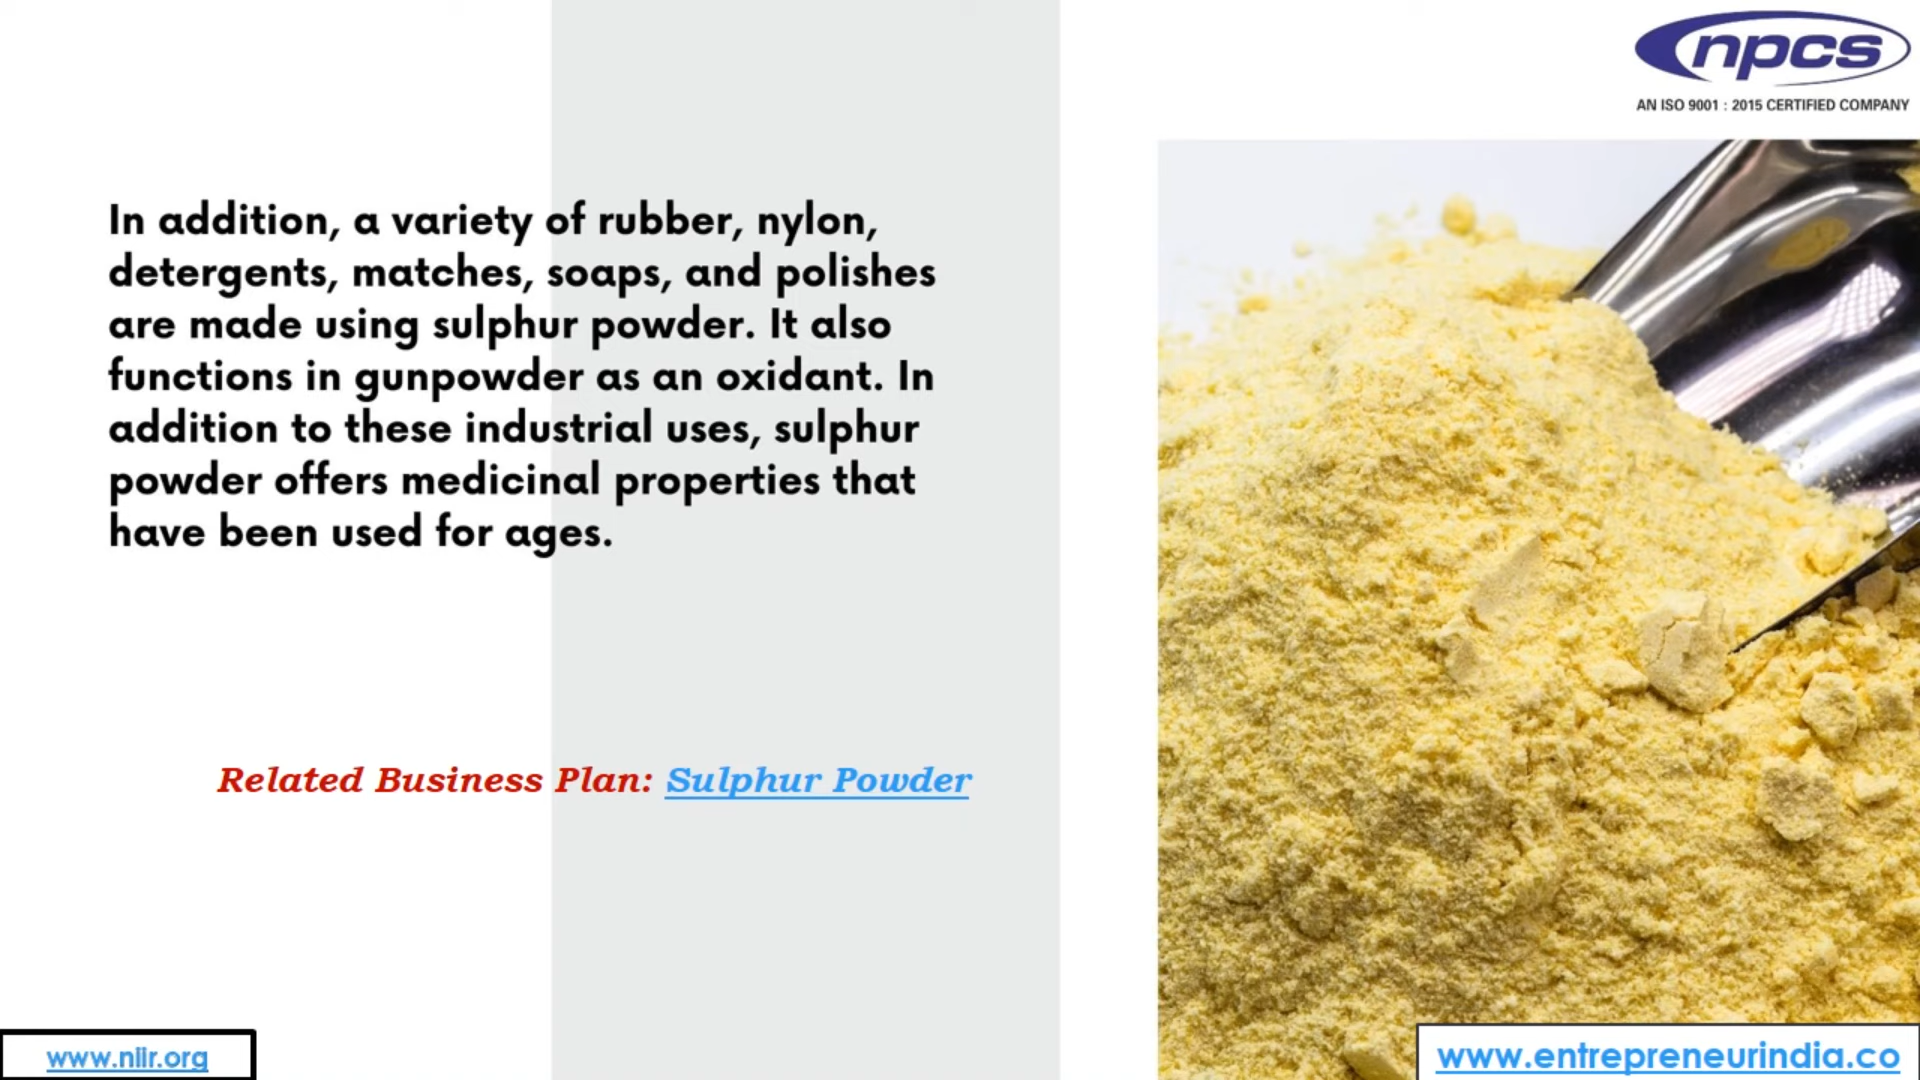 npcs
AN ISO 9001 : 2015 CERTIFIED COMPANY
In addition, a variety of rubber, nylon,
detergents, matches, soaps, and polishes
are made using sulphur powder. It also
functions in gunpowder as an oxidant. In
addition to these industrial uses, sulphur
powder offers medicinal properties that
have been used for ages.
Related Business Plan: Sulphur Powder
www.niir.org
www.entrepreneurindia.co